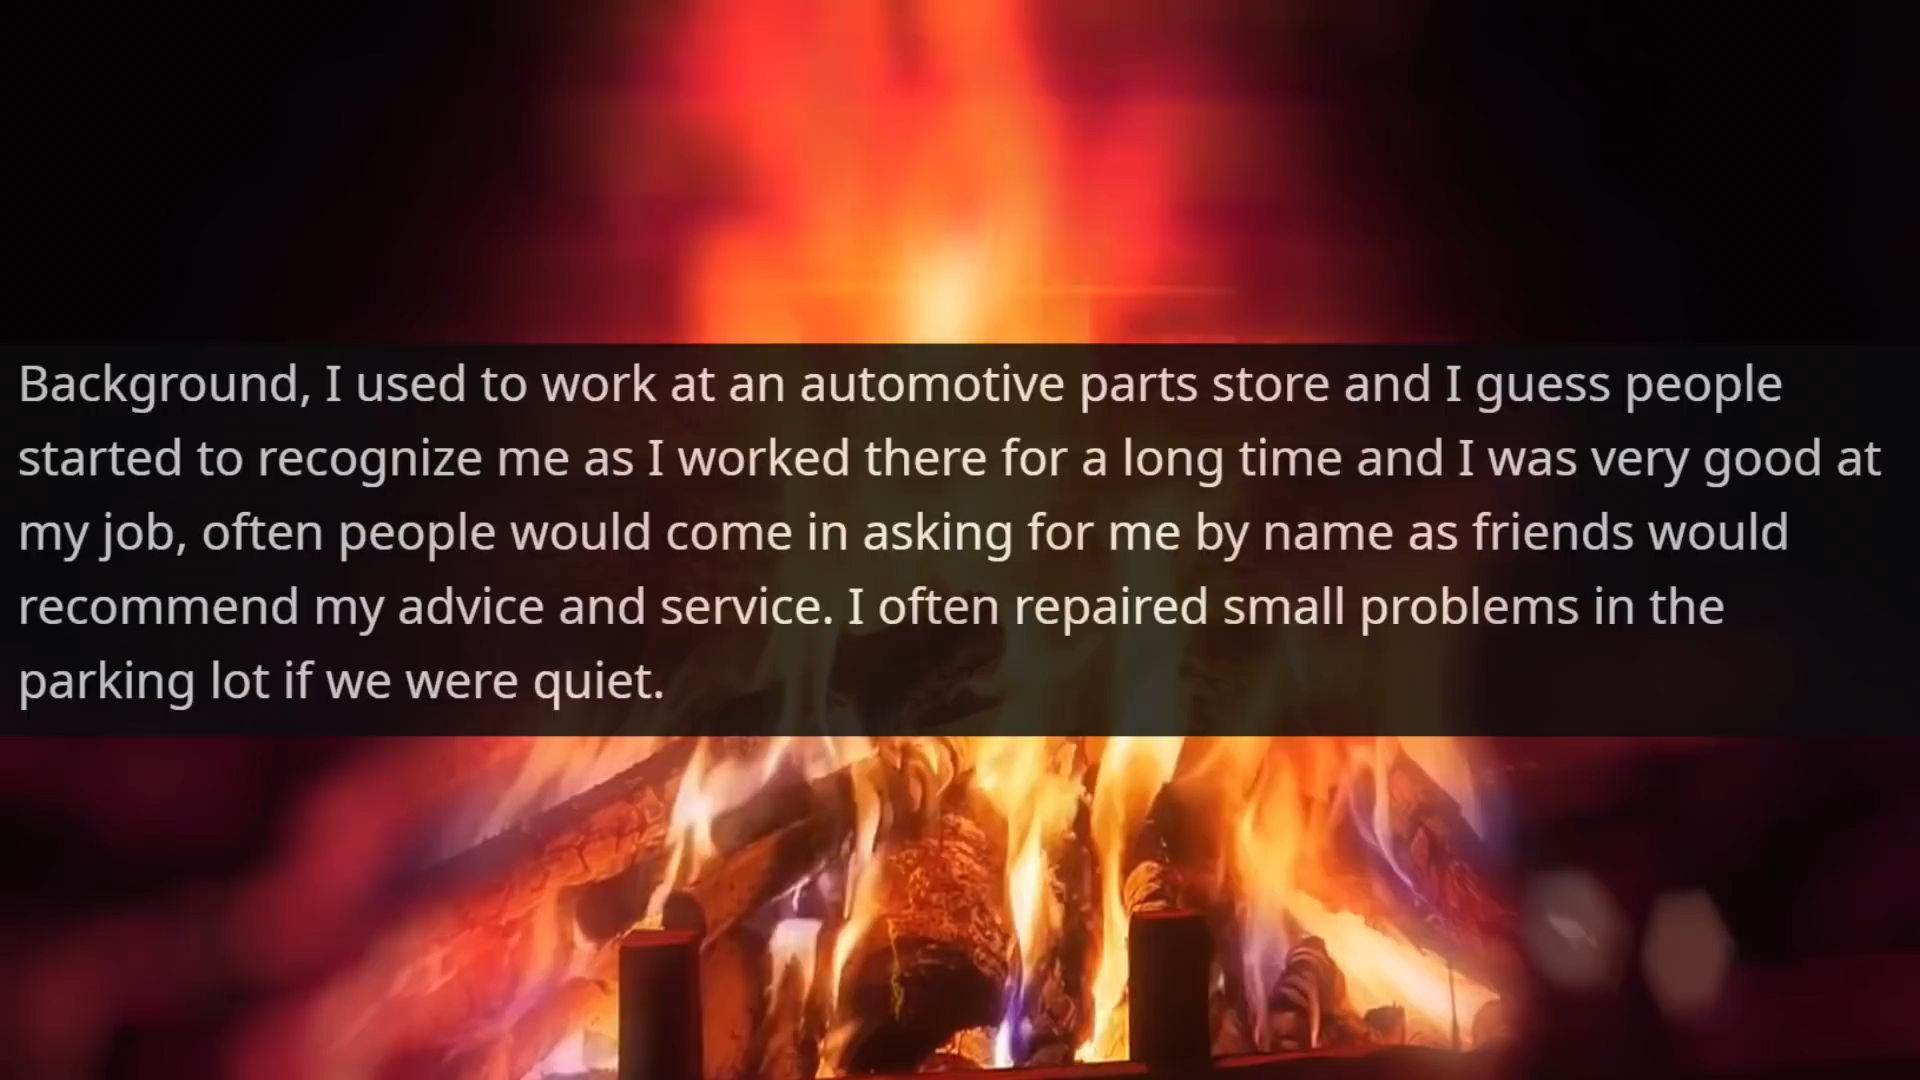 Background, I used to work at an automotive parts store and I guess people
started to recognize me as I worked there for a long time and I was very good at
my job, often people would come in asking for me by name as friends would
recommend my advice and service. I often repaired small problems in the
parking lot if we were quiet.